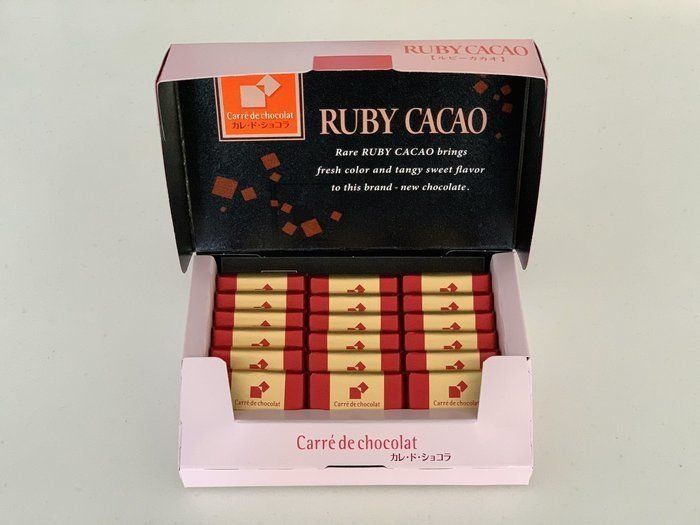 RUBY CACAO
【ルビーカカオ】
Carré de chocolat
カレ・ド・ショコラ
RUBY CACAO
Rare RUBY CACAO brings
fresh color and tangy sweet flavor
to this brand - new chocolate.
Carré de chocolat
Carré de chocolat
Carré de chocolat
Carré de chocolat
カレ・ド・ショコラ